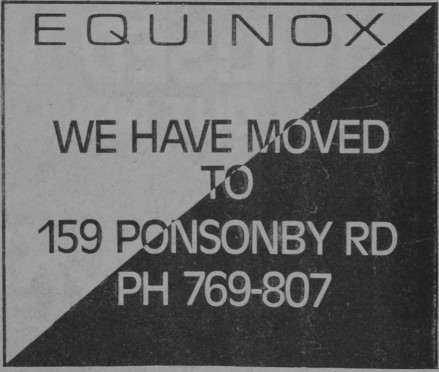 EQUINOX
WE HAVE MOVED
TO
159 PONSONBY RD
PH 769-807